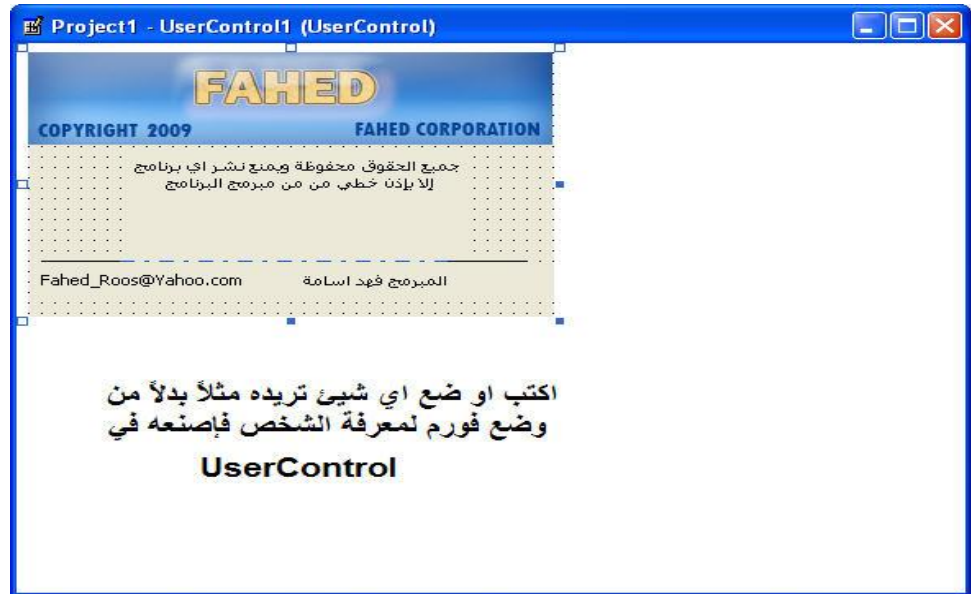 Project1 - UserControl1 (UserControl)
FAHED
COPYRIGHT 2009 FAHED CORPORATION
جميع الحقوق محفوظة ويمنع نشر اي برنامج
إلا بإذن خطي من من مبرمج البرنامج
Fahed_Roos@Yahoo.com المبرمج فهد اسامة
اكتب او ضع اي شيئ تريده مثلاً بدلاً من
وضع فورم لمعرفة الشخص فإصنعه في
UserControl